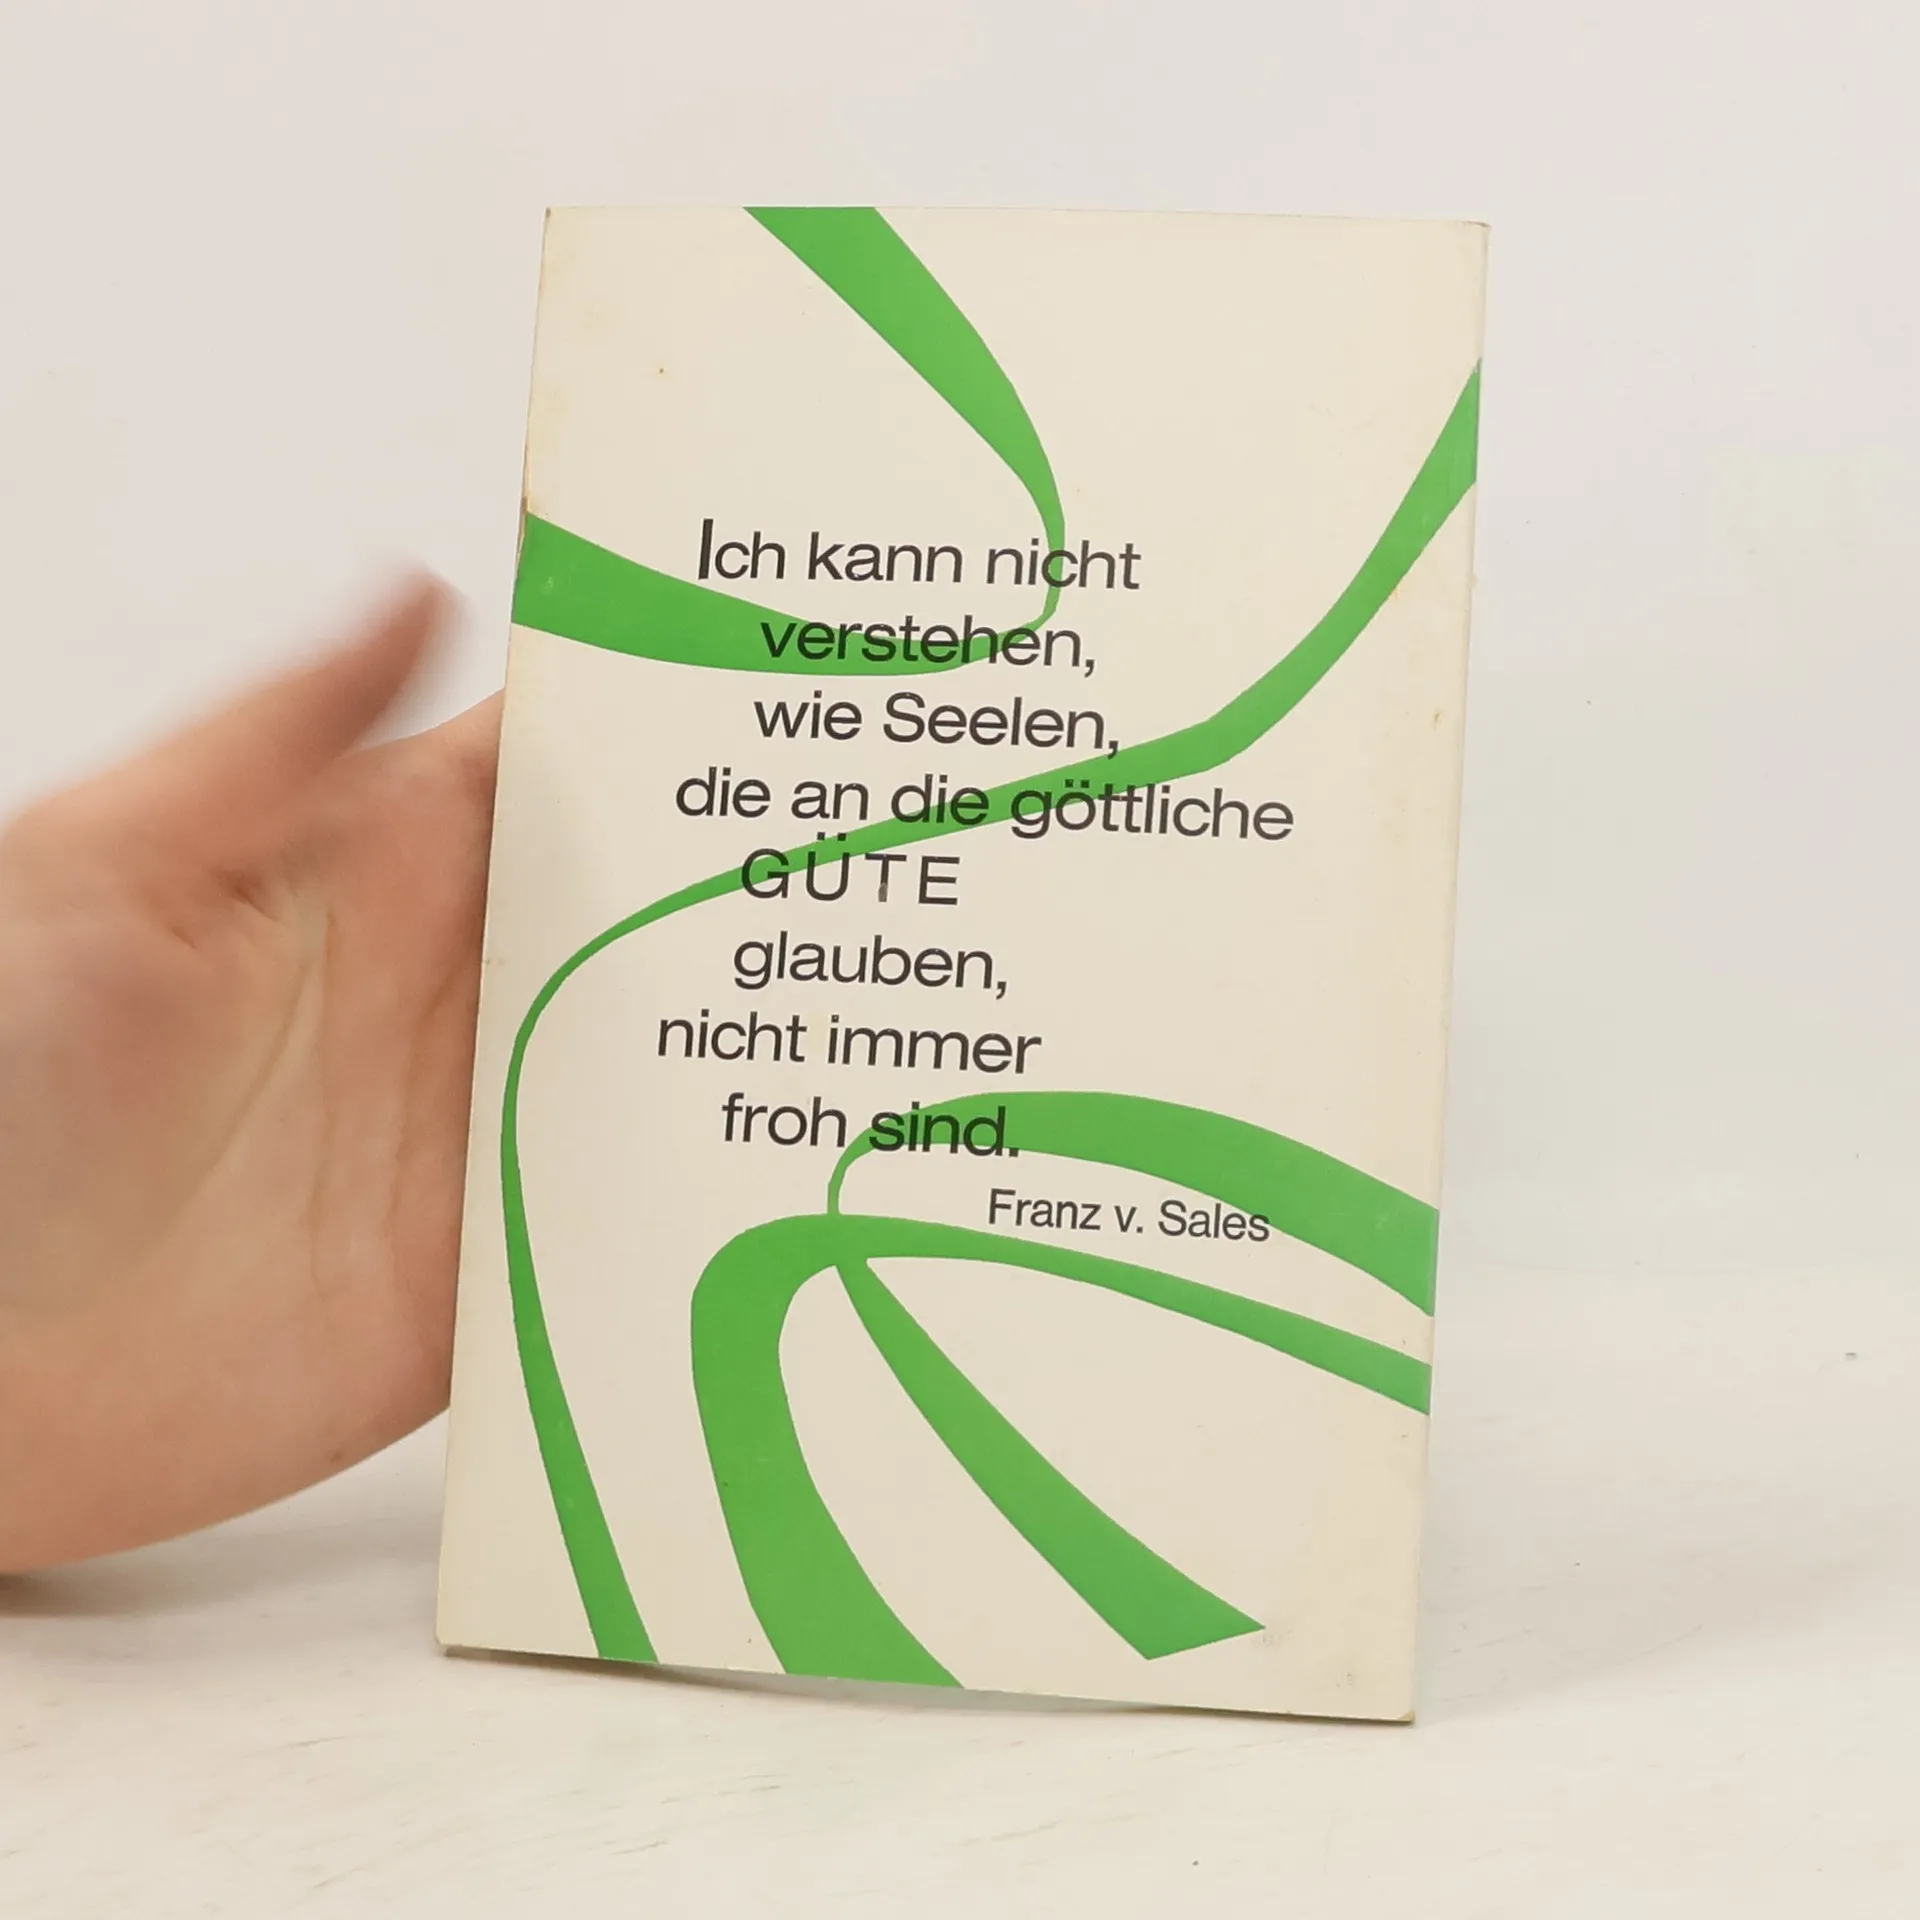 Ich kann nicht
verstehen,
wie Seelen,
die an die göttliche
GÜTE
glauben,
nicht immer
froh sind.
Franz v. Sales